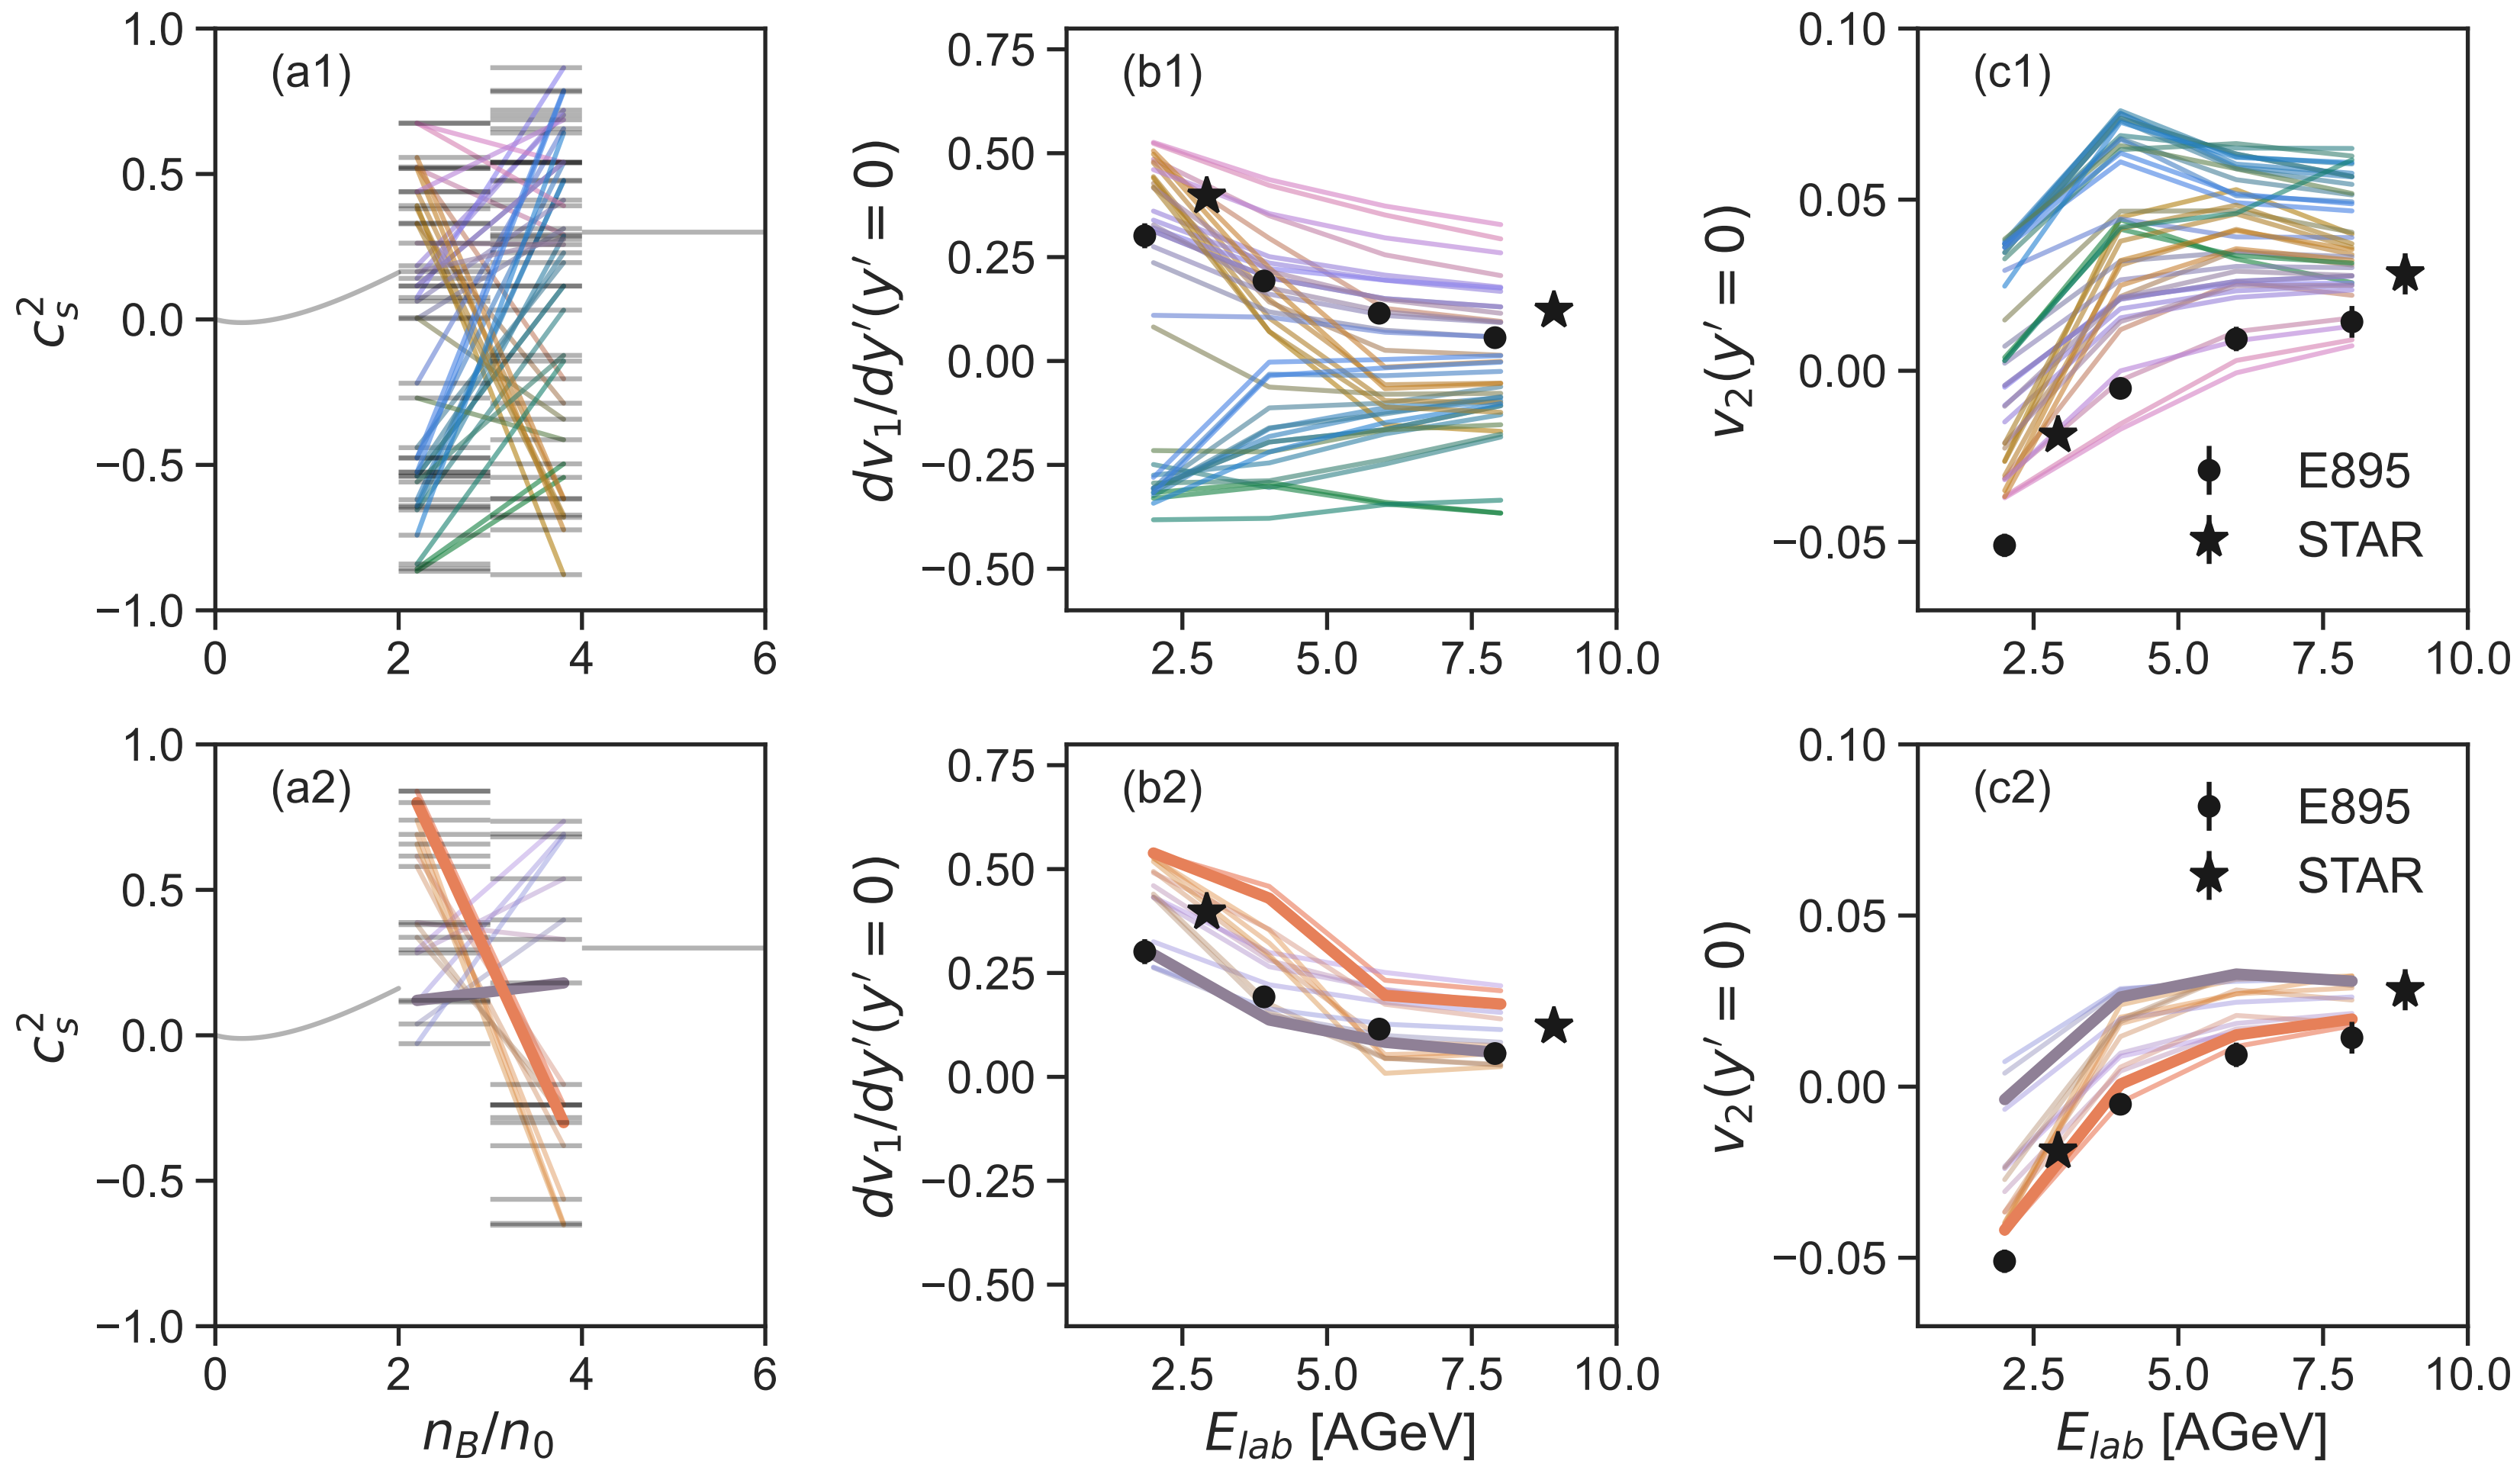 (a1)
1.0
0.5
0.0
−0.5
−1.0
c_s^2
0
2
4
6
(b1)
0.75
0.50
0.25
0.00
−0.25
−0.50
dv_1/dy′(y′ = 0)
2.5
5.0
7.5
10.0
(c1)
0.10
0.05
0.00
−0.05
v_2(y′ = 0)
E895
STAR
2.5
5.0
7.5
10.0
(a2)
1.0
0.5
0.0
−0.5
−1.0
c_s^2
0
2
4
6
n_B/n_0
(b2)
0.75
0.50
0.25
0.00
−0.25
−0.50
dv_1/dy′(y′ = 0)
2.5
5.0
7.5
10.0
E_lab [AGeV]
(c2)
0.10
0.05
0.00
−0.05
v_2(y′ = 0)
E895
STAR
2.5
5.0
7.5
10.0
E_lab [AGeV]